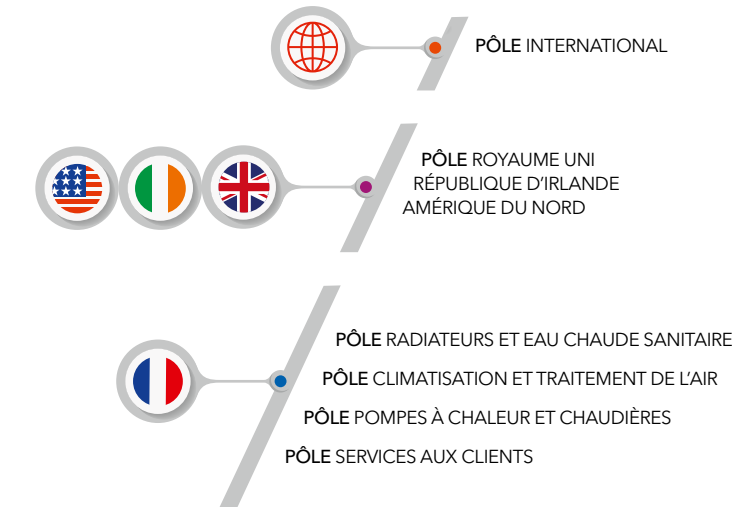 PÔLE INTERNATIONAL
PÔLE ROYAUME UNI
RÉPUBLIQUE D'IRLANDE
AMÉRIQUE DU NORD
PÔLE RADIATEURS ET EAU CHAUDE SANITAIRE
PÔLE CLIMATISATION ET TRAITEMENT DE L'AIR
PÔLE POMPES À CHALEUR ET CHAUDIÈRES
PÔLE SERVICES AUX CLIENTS